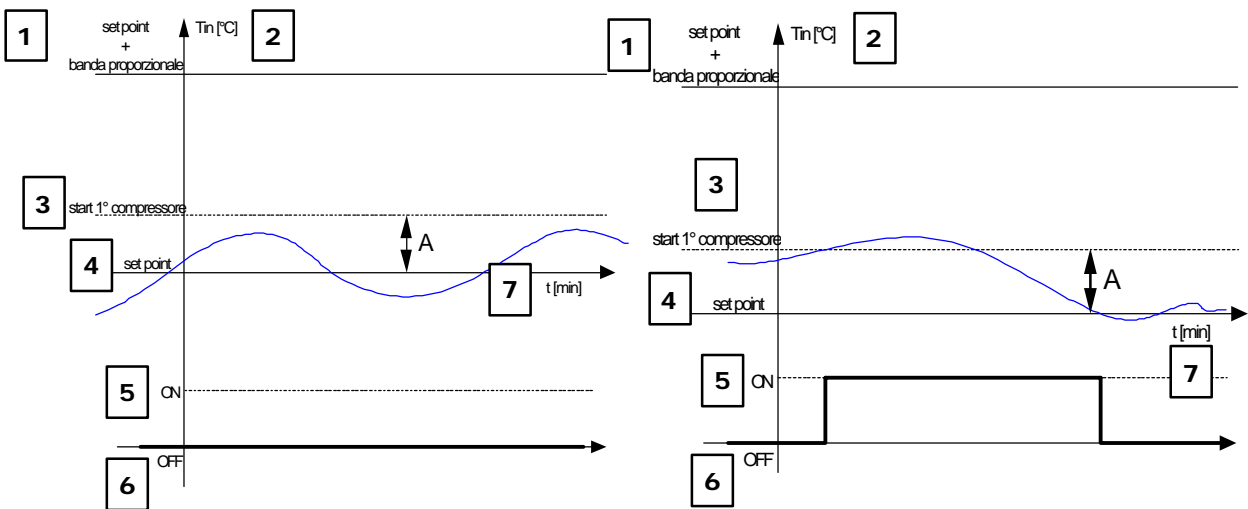 1
set point
+
banda proporzionale
Tin [°C]
2
3
start 1° compressore
A
4
set point
7
t [min]
5
ON
OFF
6
1
set point
+
banda proporzionale
Tin [°C]
2
3
start 1° compressore
A
4
set point
t [min]
7
5
ON
OFF
6